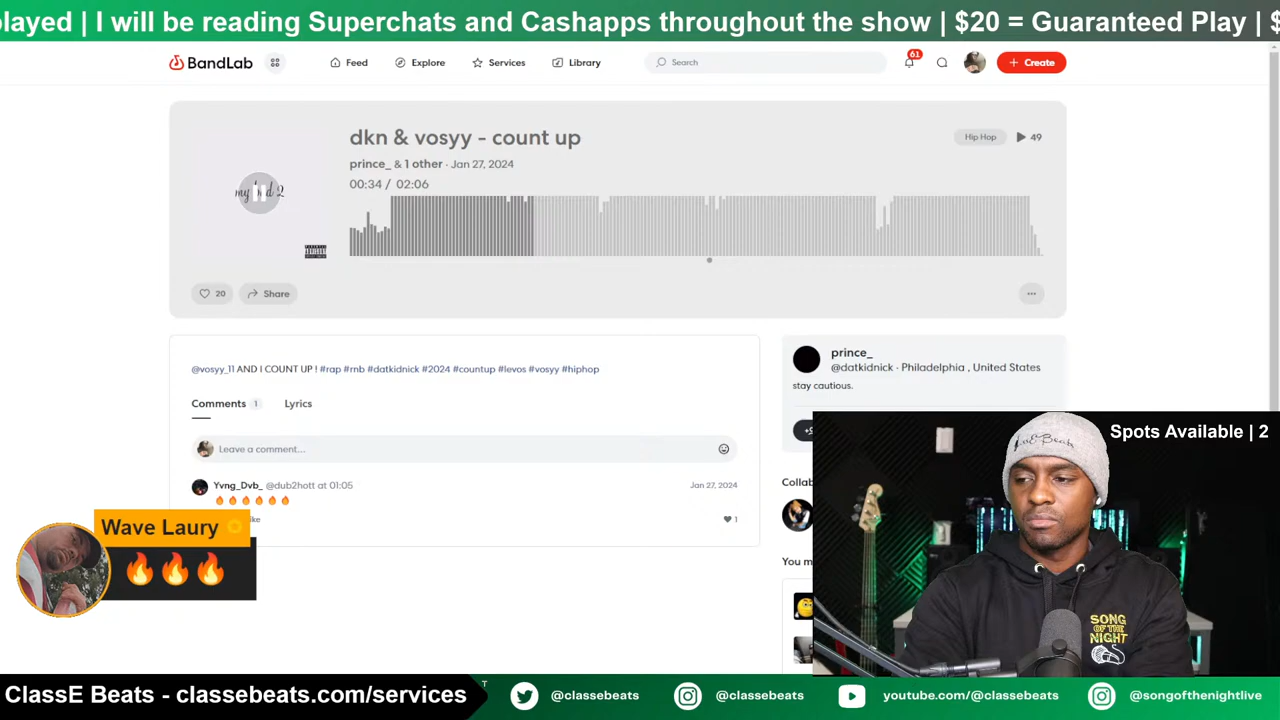 layed | I will be reading Superchats and Cashapps throughout the show | $20 = Guaranteed Play | $
BandLab
Feed
Explore
Services
Library
Search
61
Create
dkn & vosyy - count up
prince_ & 1 other · Jan 27, 2024
00:34 / 02:06
Hip Hop
49
20
Share
@vosyy_11 AND I COUNT UP ! #rap #rnb #datkidnick #2024 #countup #levos #vosyy #hiphop
Comments 1
Lyrics
Leave a comment...
Yvng_Dvb_ @dub2hott at 01:05
Jan 27, 2024
🔥🔥🔥🔥🔥🔥
1
prince_
@datkidnick · Philadelphia , United States
stay cautious.
Spots Available | 2
Wave Laury
🔥🔥🔥
SONG
OF THE
NIGHT
ClassE Beats - classebeats.com/services
@classebeats
@classebeats
youtube.com/@classebeats
@songofthenightlive